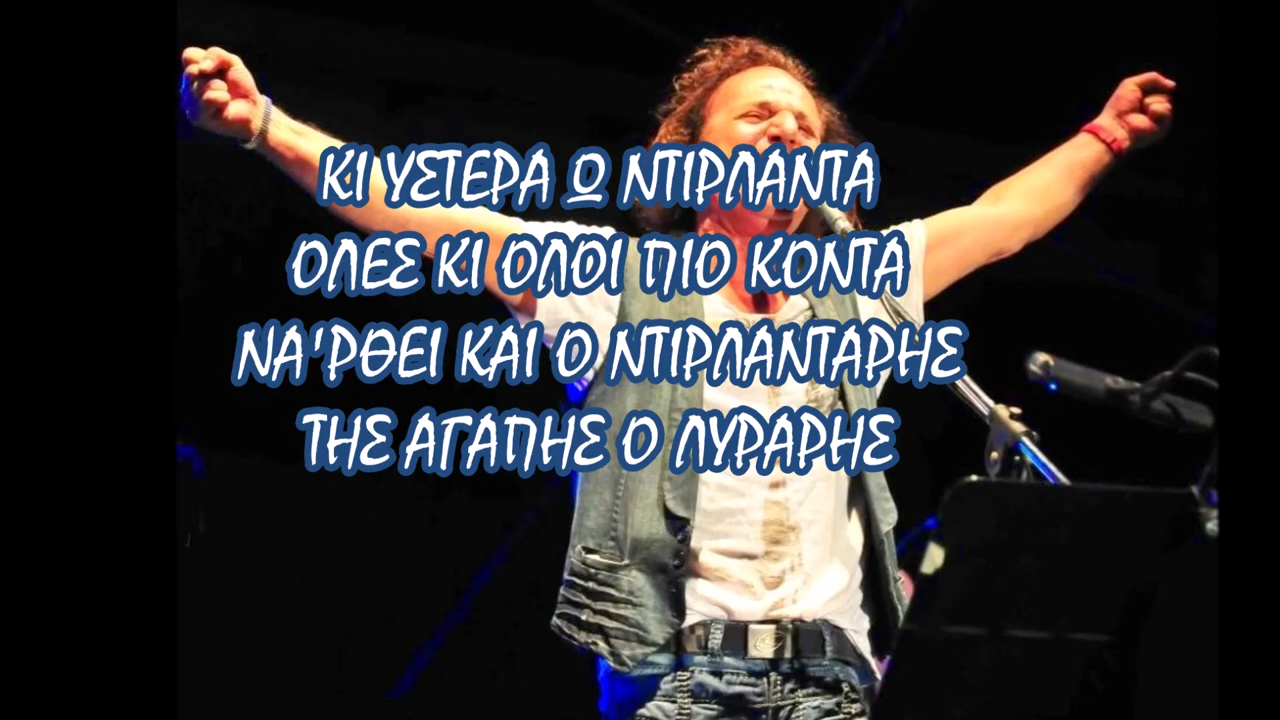 ΚΙ ΥΣΤΕΡΑ Ω ΝΤΙΡΛΑΝΤΑ
ΟΛΕΣ ΚΙ ΟΛΟΙ ΠΙΟ ΚΟΝΤΑ
ΝΑ'ΡΘΕΙ ΚΑΙ Ο ΝΤΙΡΛΑΝΤΑΡΗΣ
ΤΗΣ ΑΓΑΠΗΣ Ο ΛΥΡΑΡΗΣ